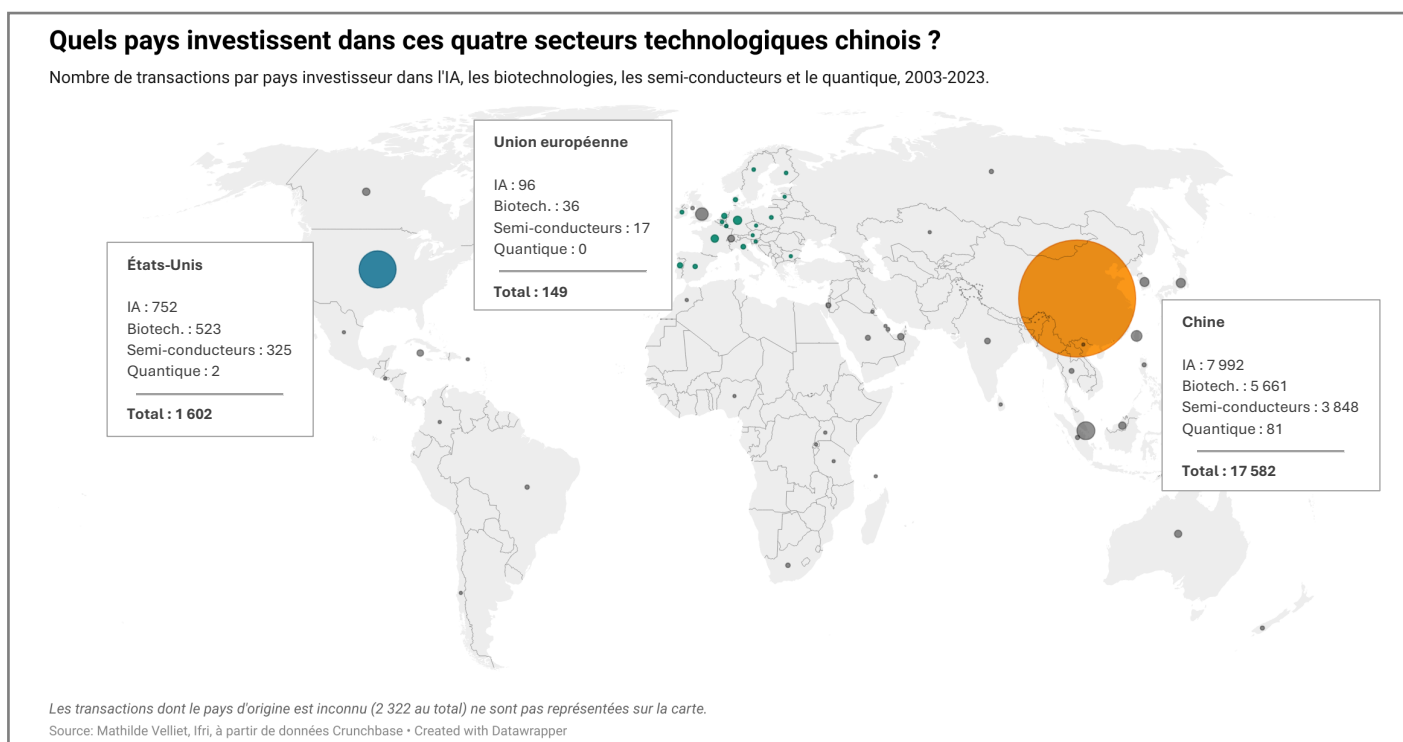 Quels pays investissent dans ces quatre secteurs technologiques chinois ?
Nombre de transactions par pays investisseur dans l'IA, les biotechnologies, les semi-conducteurs et le quantique, 2003-2023.
Union européenne
IA : 96
Biotech. : 36
Semi-conducteurs : 17
Quantique : 0
Total : 149
États-Unis
IA : 752
Biotech. : 523
Semi-conducteurs : 325
Quantique : 2
Total : 1 602
Chine
IA : 7 992
Biotech. : 5 661
Semi-conducteurs : 3 848
Quantique : 81
Total : 17 582
Les transactions dont le pays d'origine est inconnu (2 322 au total) ne sont pas représentées sur la carte.
Source: Mathilde Velliet, Ifri, à partir de données Crunchbase • Created with Datawrapper